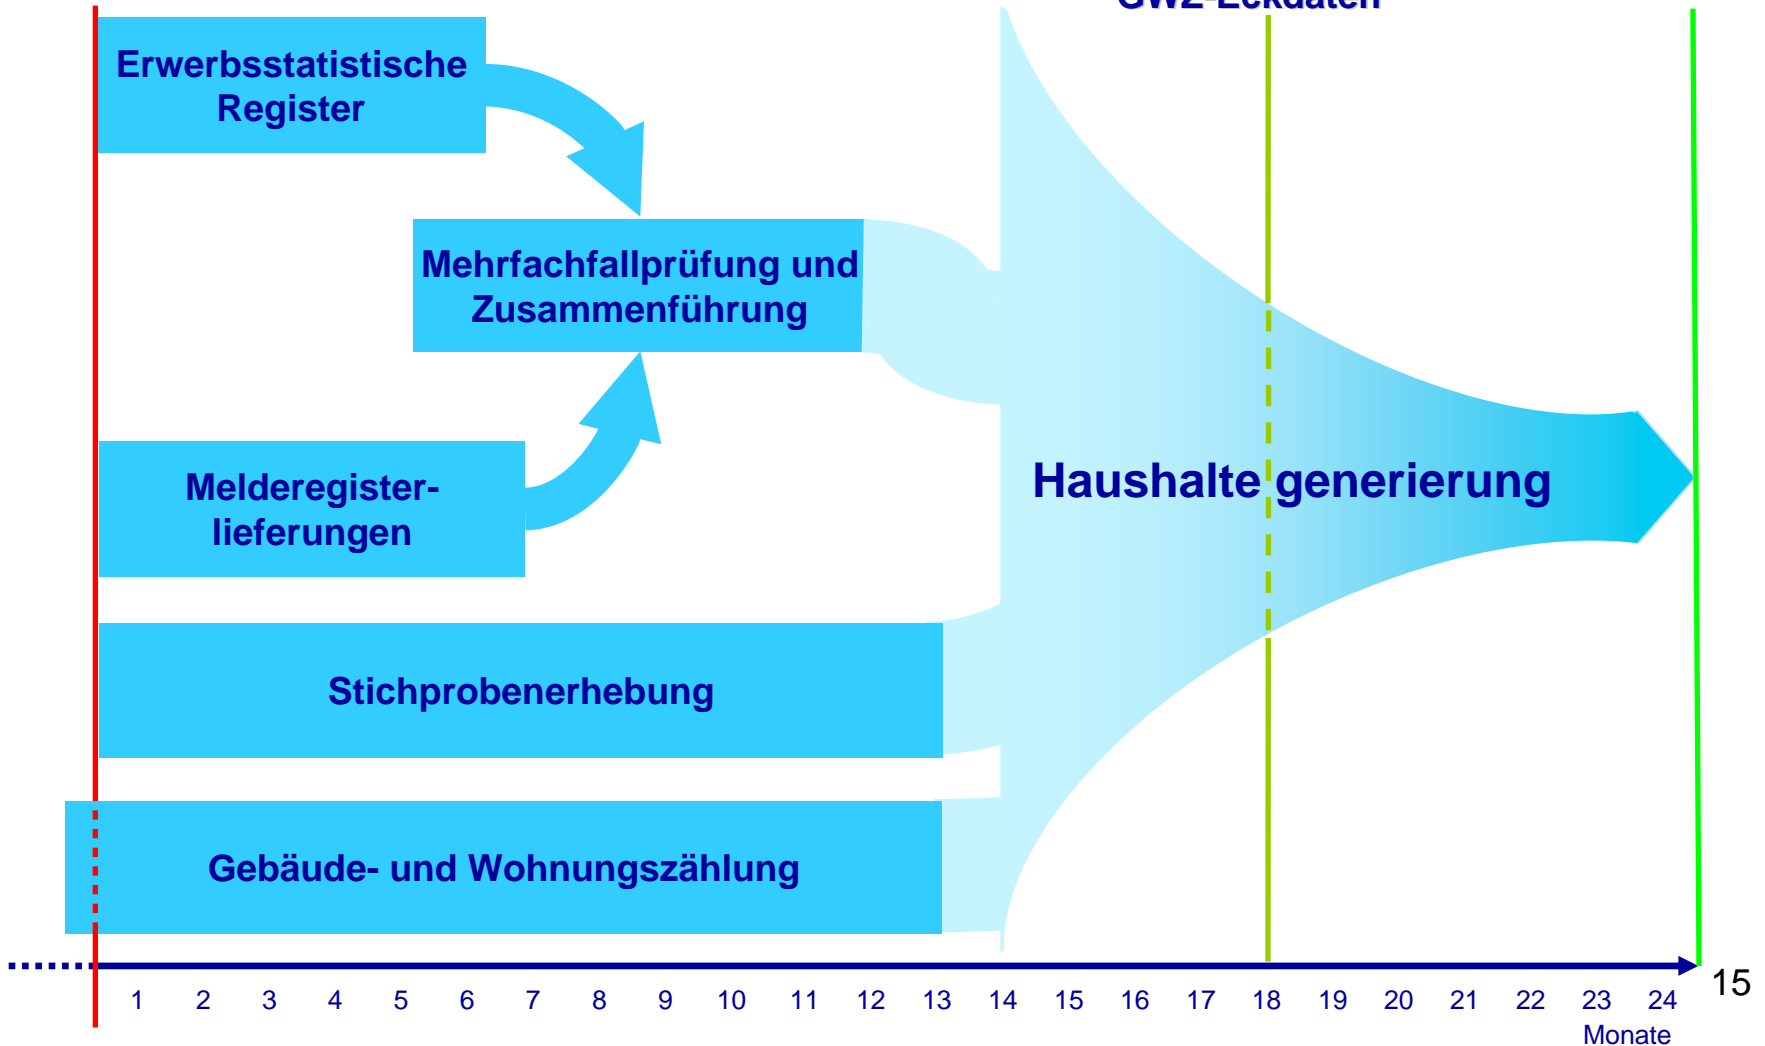 GWZ-Eckdaten
Erwerbsstatistische
Register
Mehrfachfallprüfung und
Zusammenführung
Melderegister-
lieferungen
Haushalte generierung
Stichprobenerhebung
Gebäude- und Wohnungszählung
1 2 3 4 5 6 7 8 9 10 11 12 13 14 15 16 17 18 19 20 21 22 23 24
Monate
15